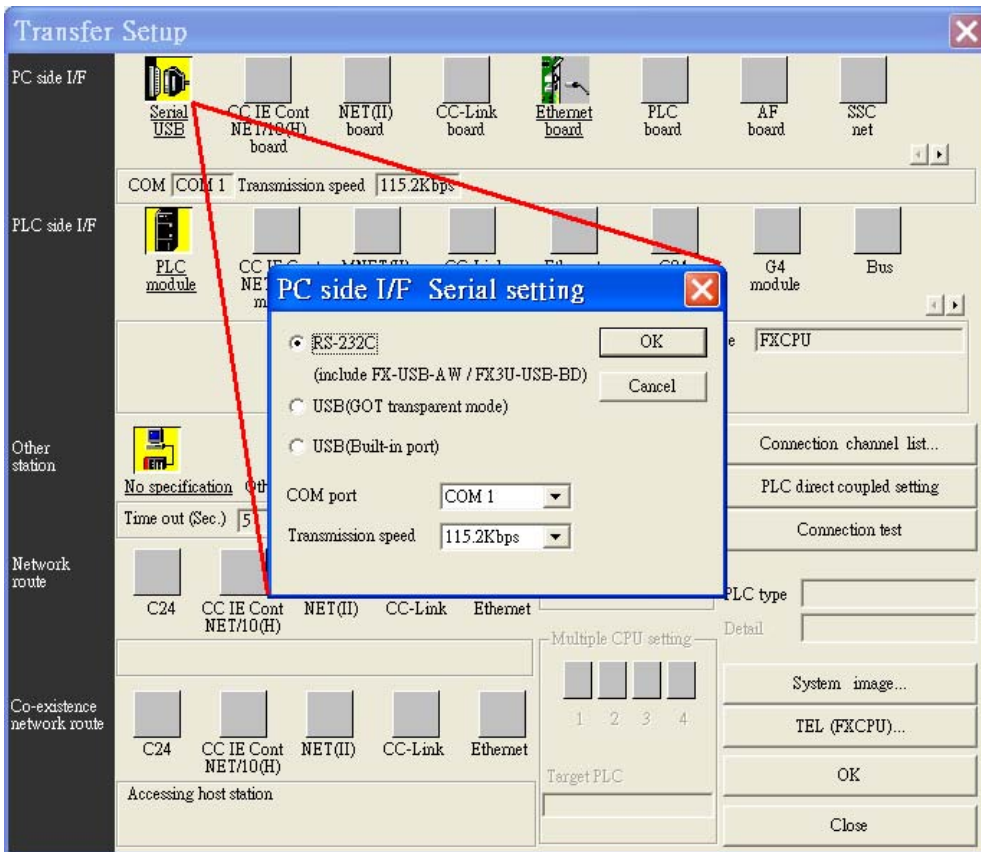 Transfer Setup
PC side I/F
Serial
USB
CC IE Cont
NET/10(H)
board
NET(II)
board
CC-Link
board
Ethernet
board
PLC
board
AF
board
SSC
net
COM COM 1 Transmission speed 115.2Kbps
PLC side I/F
PLC
module
G4
module
Bus
FXCPU
PC side I/F Serial setting
RS-232C
(include FX-USB-AW / FX3U-USB-BD)
USB(GOT transparent mode)
USB(Built-in port)
OK
Cancel
COM port COM 1
Transmission speed 115.2Kbps
Other
station
No specification
Time out (Sec.) 5
Connection channel list...
PLC direct coupled setting
Connection test
Network
route
C24
CC IE Cont
NET/10(H)
NET(II)
CC-Link
Ethernet
PLC type
Detail
Multiple CPU setting
1 2 3 4
Target PLC
System image...
TEL (FXCPU)...
OK
Close
Co-existence
network route
C24
CC IE Cont
NET/10(H)
NET(II)
CC-Link
Ethernet
Accessing host station